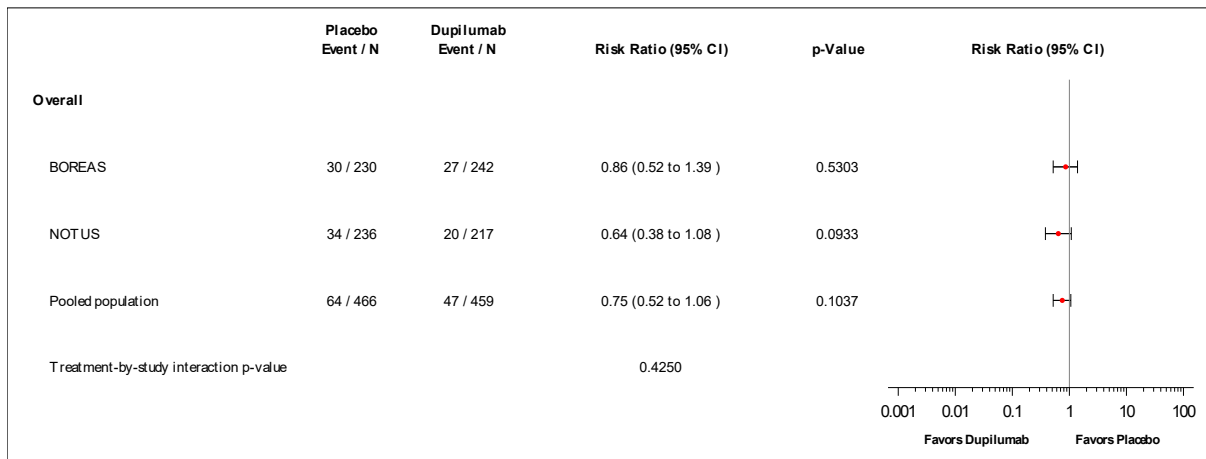 Placebo Dupilumab
Event / N Event / N Risk Ratio (95% CI) p-Value Risk Ratio (95% CI)
Overall
BOREAS 30 / 230 27 / 242 0.86 (0.52 to 1.39 ) 0.5303
NOTUS 34 / 236 20 / 217 0.64 (0.38 to 1.08 ) 0.0933
Pooled population 64 / 466 47 / 459 0.75 (0.52 to 1.06 ) 0.1037
Treatment-by-study interaction p-value 0.4250
0.001 0.01 0.1 1 10 100
Favors Dupilumab Favors Placebo